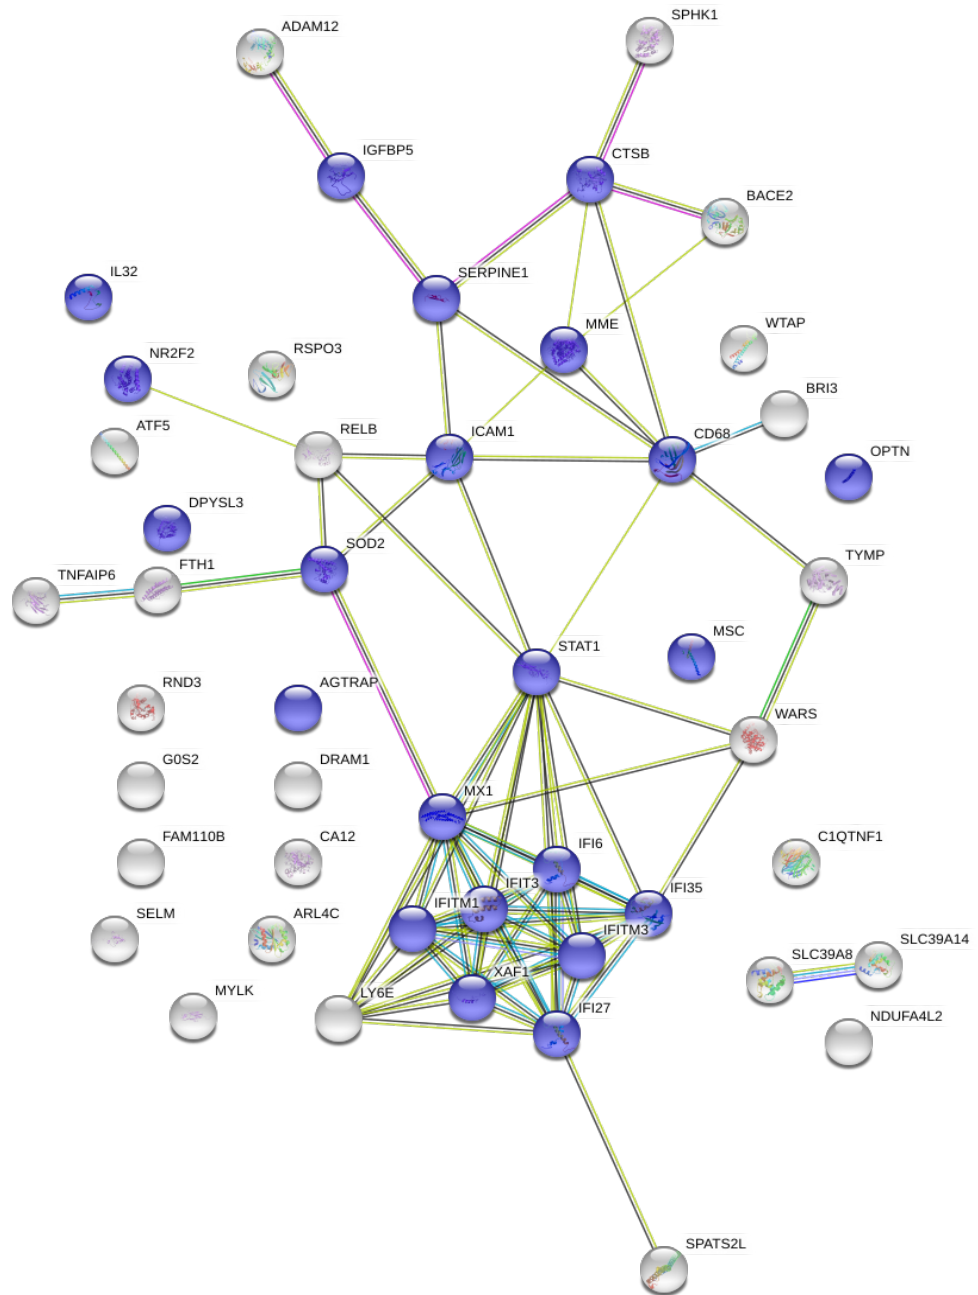 SPHK1
ADAM12
IGFBP5
CTSB
BACE2
IL32
SERPINE1
MME
WTAP
NR2F2
RSPO3
BRI3
ATF5
RELB
ICAM1
CD68
OPTN
DPYSL3
SOD2
TYMP
FTH1
TNFAIP6
MSC
STAT1
RND3
AGTRAP
WARS
G0S2
DRAM1
MX1
FAM110B
CA12
IFI6
C1QTNF1
IFIT3
IFI35
IFITM1
SELM
ARL4C
IFITM3
SLC39A14
SLC39A8
XAF1
MYLK
LY6E
NDUFA4L2
IFI27
SPATS2L